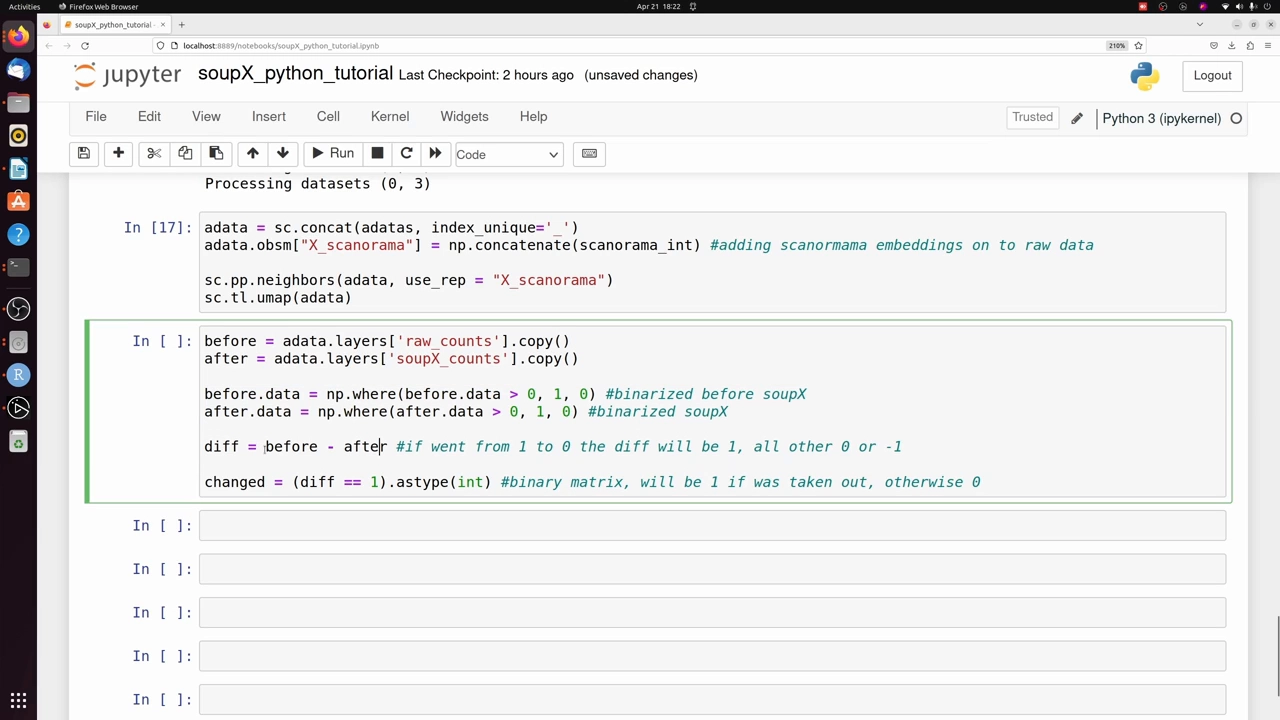 Activities
Firefox Web Browser
Apr 21 18:22
soupX_python_tutorial
localhost:8889/notebooks/soupX_python_tutorial.ipynb
210%
jupyter soupX_python_tutorial Last Checkpoint: 2 hours ago (unsaved changes)
Logout
File Edit View Insert Cell Kernel Widgets Help
Trusted
Python 3 (ipykernel)
Run
Code
Processing datasets (0, 3)
In [17]: adata = sc.concat(adatas, index_unique='_')
adata.obsm["X_scanorama"] = np.concatenate(scanorama_int) #adding scanormama embeddings on to raw data
sc.pp.neighbors(adata, use_rep = "X_scanorama")
sc.tl.umap(adata)
In [ ]: before = adata.layers['raw_counts'].copy()
after = adata.layers['soupX_counts'].copy()
before.data = np.where(before.data > 0, 1, 0) #binarized before soupX
after.data = np.where(after.data > 0, 1, 0) #binarized soupX
diff = before - after #if went from 1 to 0 the diff will be 1, all other 0 or -1
changed = (diff == 1).astype(int) #binary matrix, will be 1 if was taken out, otherwise 0
In [ ]:
In [ ]:
In [ ]:
In [ ]:
In [ ]: